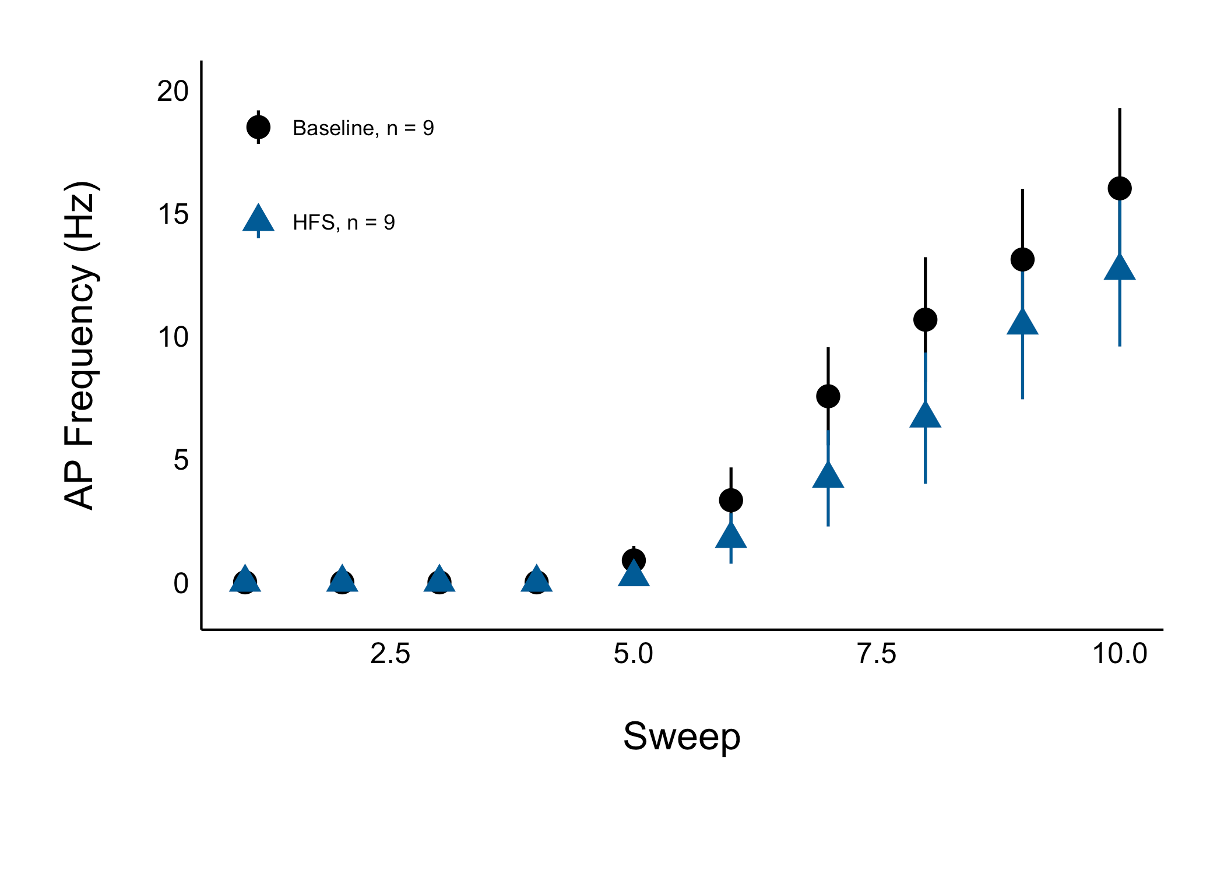 20
15
10
5
0
AP Frequency (Hz)
Baseline, n = 9
HFS, n = 9
2.5 5.0 7.5 10.0
Sweep